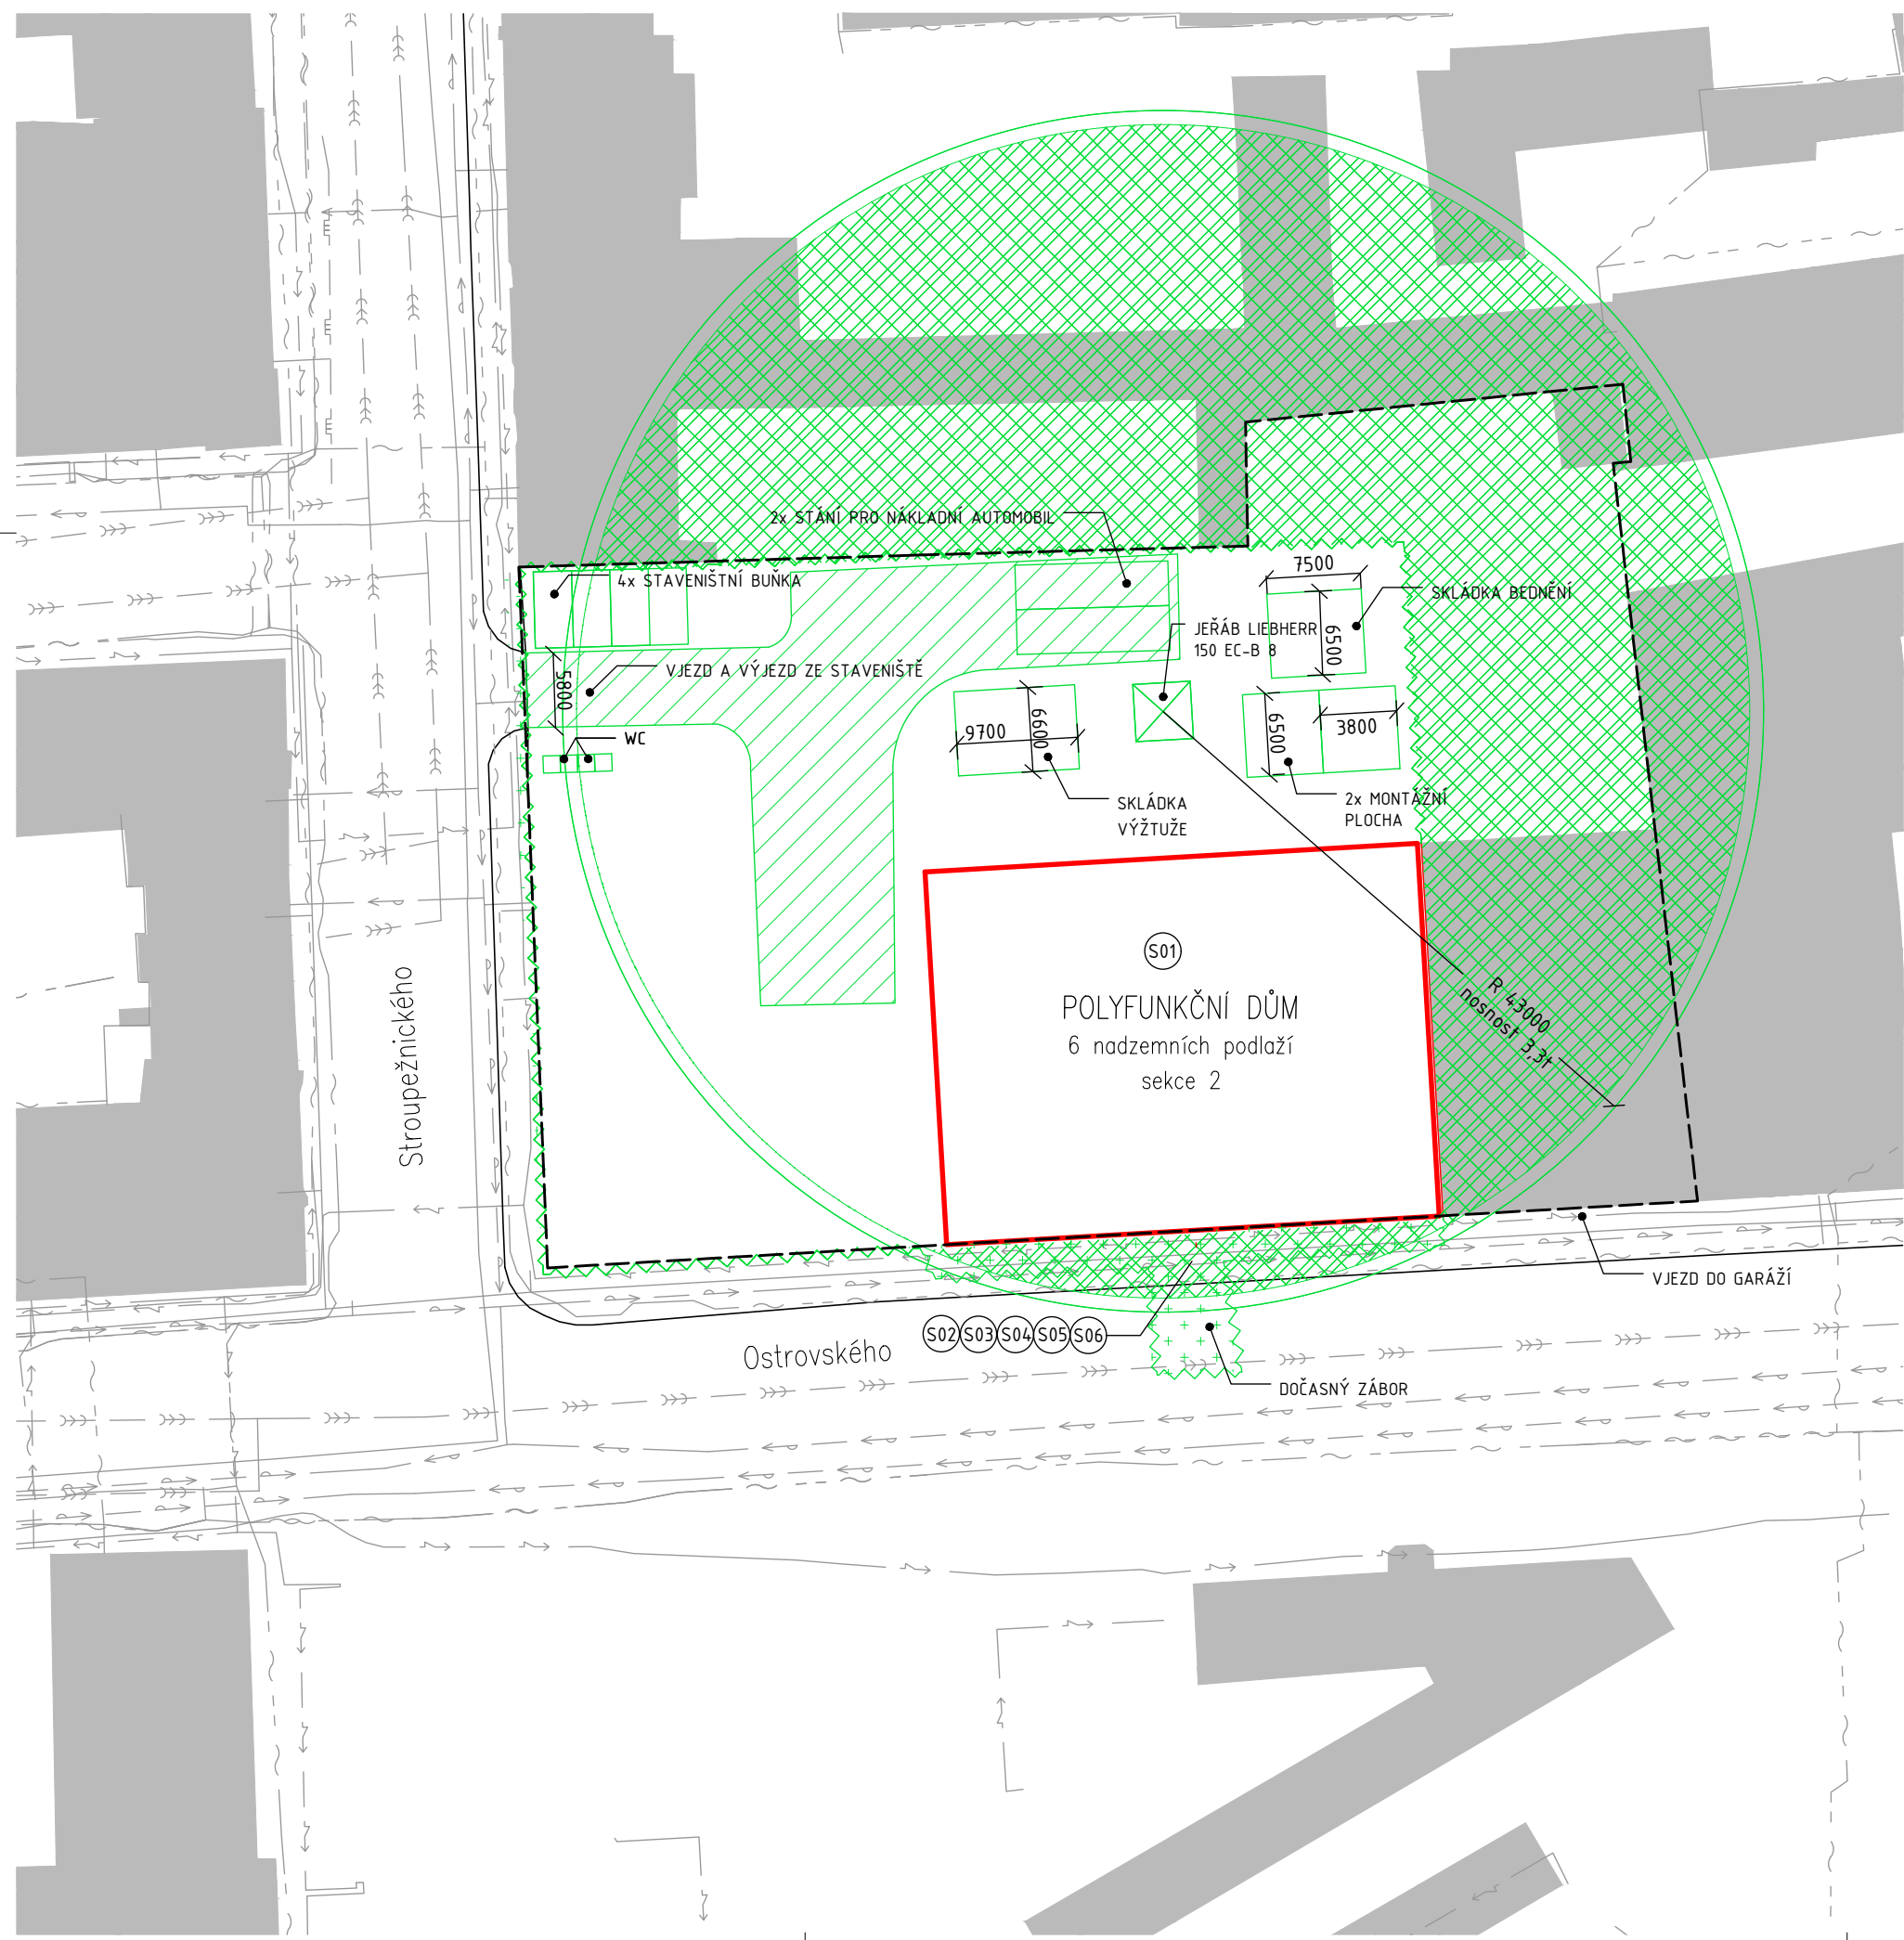 2x STÁNÍ PRO NÁKLADNÍ AUTOMOBIL
7500
4x STAVENIŠTNÍ BUŇKA
SKLÁDKA BEDNĚNÍ
JEŘÁB LIEBHERR
150 EC-B 8
6500
VJEZD A VÝJEZD ZE STAVENIŠTĚ
5800
9700
6600
6500
3800
WC
SKLÁDKA
VÝŽTUŽE
2x MONTÁŽNÍ
PLOCHA
S01
POLYFUNKČNÍ DŮM
6 nadzemních podlaží
sekce 2
R 43000
nosnost 3,3t
Stroupežnického
VJEZD DO GARÁŽÍ
S02 S03 S04 S05 S06
Ostrovského
DOČASNÝ ZÁBOR